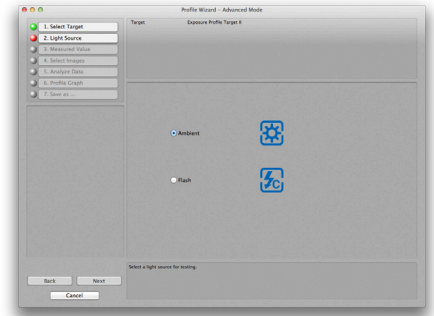 Profile Wizard - Advanced Mode
1. Select Target
2. Light Source
3. Measured Value
4. Select Images
5. Analyze Data
6. Profile Graph
7. Save as ...
Target Exposure Profile Target II
Ambient
Flash
C
Select a light source for testing.
Back Next
Cancel